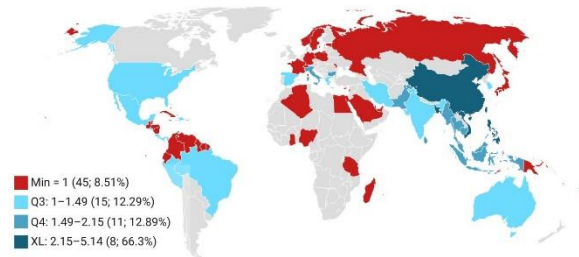 Min = 1 (45; 8.51%)
Q3: 1–1.49 (15; 12.29%)
Q4: 1.49–2.15 (11; 12.89%)
XL: 2.15–5.14 (8; 66.3%)